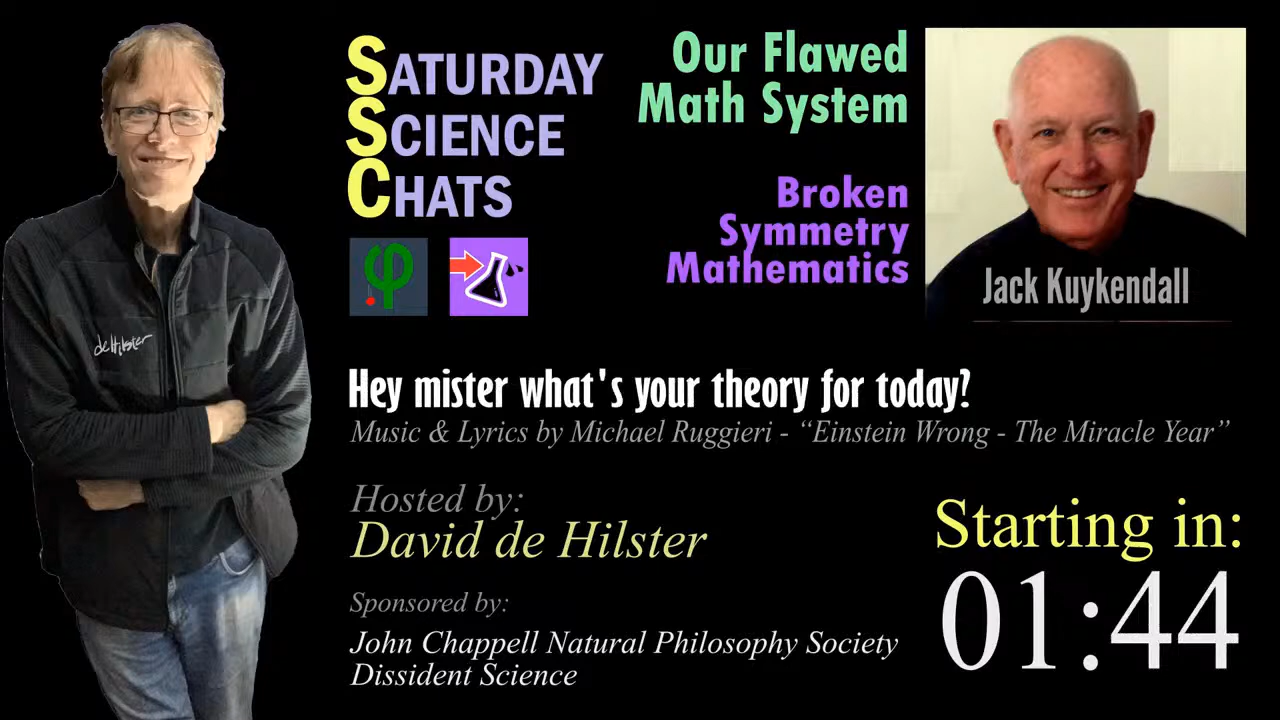 SATURDAY
SCIENCE
CHATS
Our Flawed
Math System
Broken
Symmetry
Mathematics
Jack Kuykendall
φ
deHilster
Hey mister what's your theory for today?
Music & Lyrics by Michael Ruggieri - “Einstein Wrong - The Miracle Year”
Hosted by:
David de Hilster
Starting in:
01:44
Sponsored by:
John Chappell Natural Philosophy Society
Dissident Science